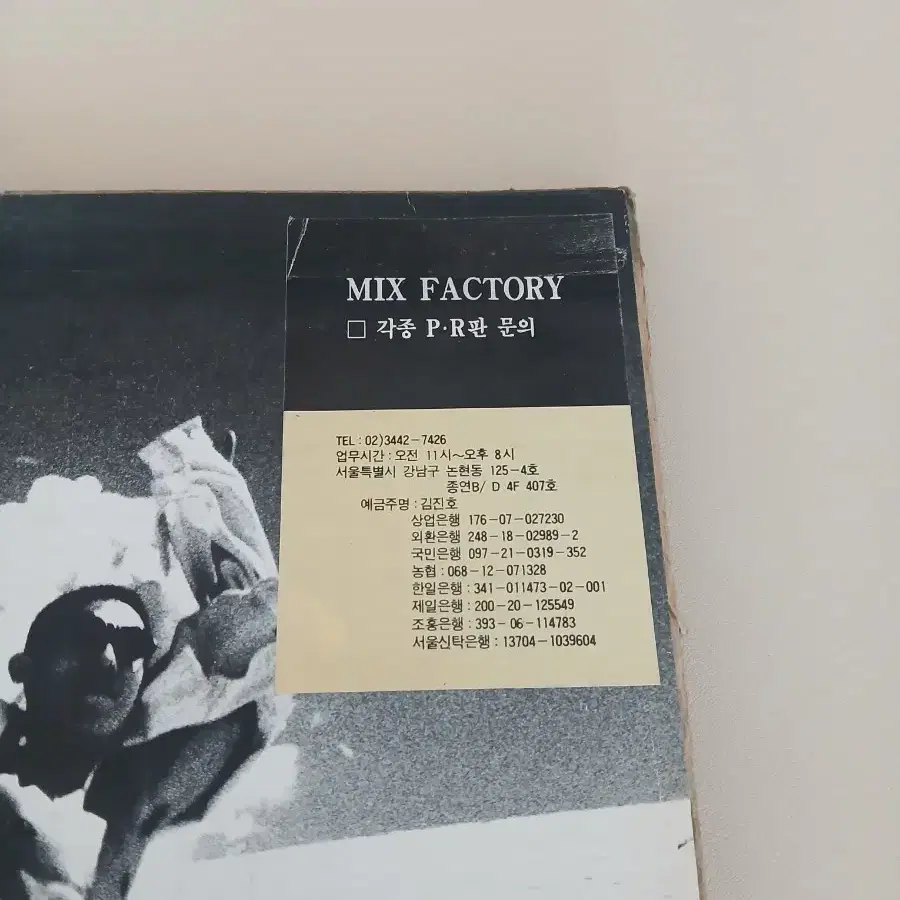 MIX FACTORY
□ 각종 P·R판 문의
TEL : 02)3442-7426
업무시간 : 오전 11시~오후 8시
서울특별시 강남구 논현동 125-4호
종연B/ D 4F 407호
예금주명 : 김진호
상업은행 176-07-027230
외환은행 248-18-02989-2
국민은행 097-21-0319-352
농협 : 068-12-071328
한일은행 : 341-011473-02-001
제일은행 : 200-20-125549
조흥은행 : 393-06-114783
서울신탁은행 : 13704-1039604